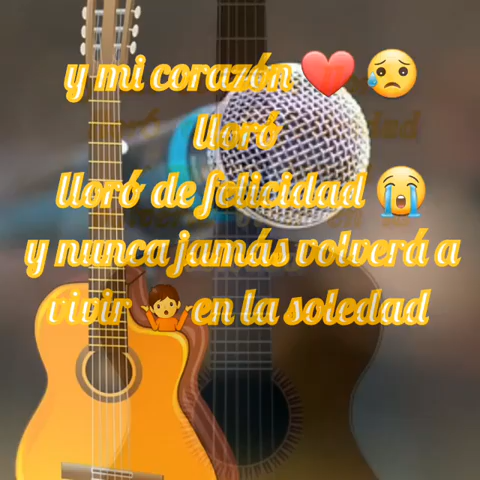 y mi corazón ❤️ 😥
lloró
lloró de felicidad 😭
y nunca jamás volverá a
vivir 🤷 en la soledad